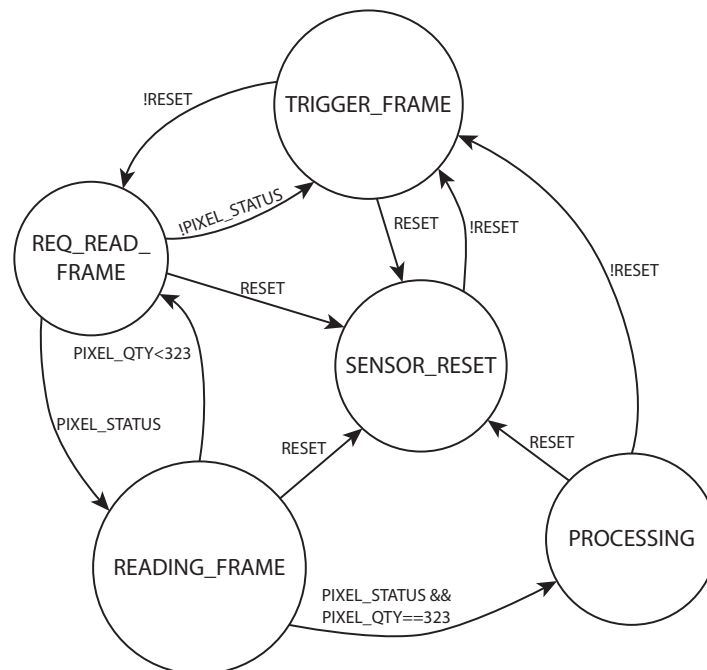 TRIGGER_FRAME
!RESET
!PIXEL_STATUS
RESET
!RESET
REQ_READ_
FRAME
RESET
!RESET
PIXEL_QTY<323
SENSOR_RESET
PIXEL_STATUS
RESET
RESET
READING_FRAME
PROCESSING
PIXEL_STATUS &&
PIXEL_QTY==323